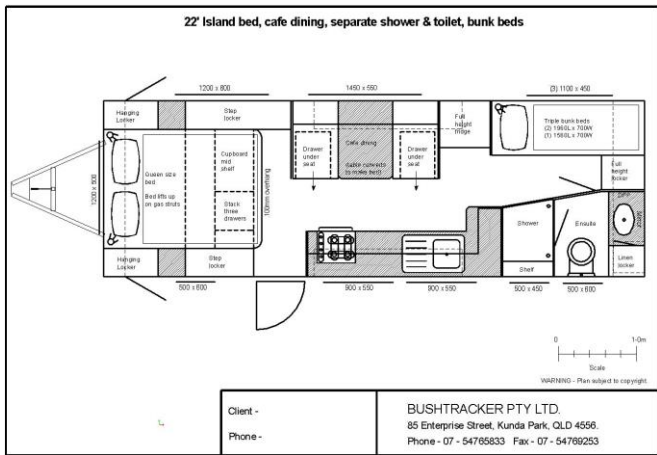 22' Island bed, cafe dining, separate shower & toilet, bunk beds
1200 x 800
1450 x 550
(3) 1100 x 450
Hanging
Locker
Step
locker
Full
height
fridge
Triple bunk beds
(2) 1960L x 700W
(1) 1560L x 700W
Cafe dining
(table converts
to make bed)
Drawer
under
seat
Drawer
under
seat
Cupboard
mid
shelf
Full
height
locker
1200 x 500
Queen size
bed
Bed lifts up
on gas struts
Stack
three
drawers
100mm overhang
Shower
Ensuite
Mirror
Hanging
Locker
Step
locker
Shelf
Linen
locker
500 x 600
900 x 550
900 x 550
500 x 450
500 x 600
0
1-0m
Scale
WARNING - Plan subject to copyright.
Client -
Phone -
BUSHTRACKER PTY LTD.
85 Enterprise Street, Kunda Park, QLD 4556.
Phone - 07 - 54765833 Fax - 07 - 54769253